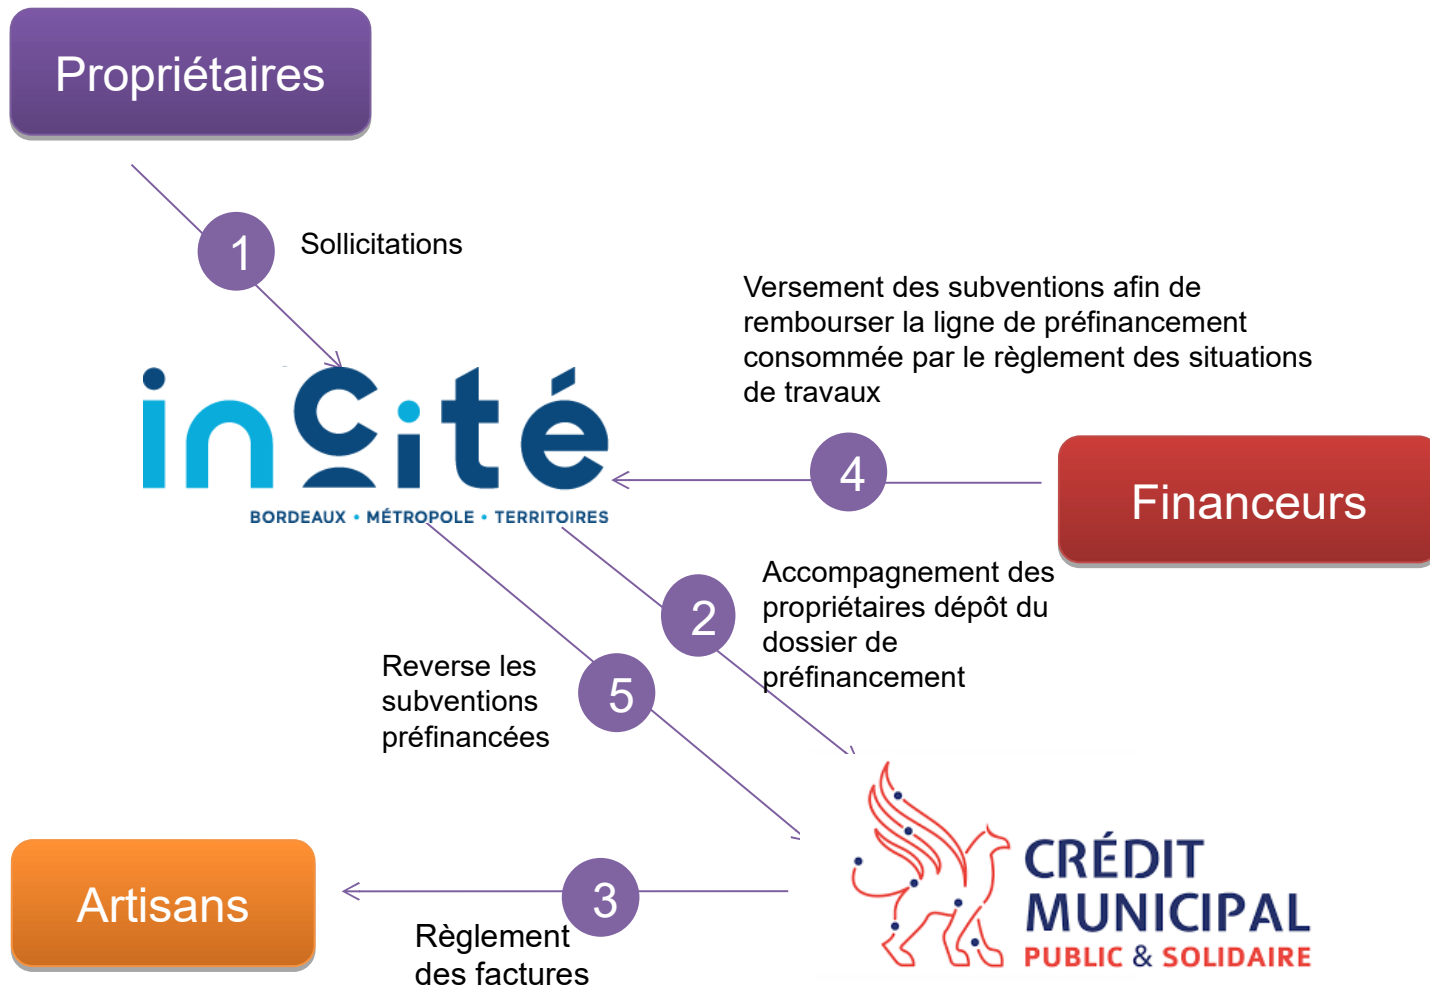 Propriétaires
1
Sollicitations
Versement des subventions afin de
rembourser la ligne de préfinancement
consommée par le règlement des situations
de travaux
inCité
BORDEAUX • MÉTROPOLE • TERRITOIRES
4
Financeurs
Accompagnement des
propriétaires dépôt du
dossier de
préfinancement
2
Reverse les
subventions
préfinancées
5
Artisans
3
Règlement
des factures
CRÉDIT
MUNICIPAL
PUBLIC & SOLIDAIRE